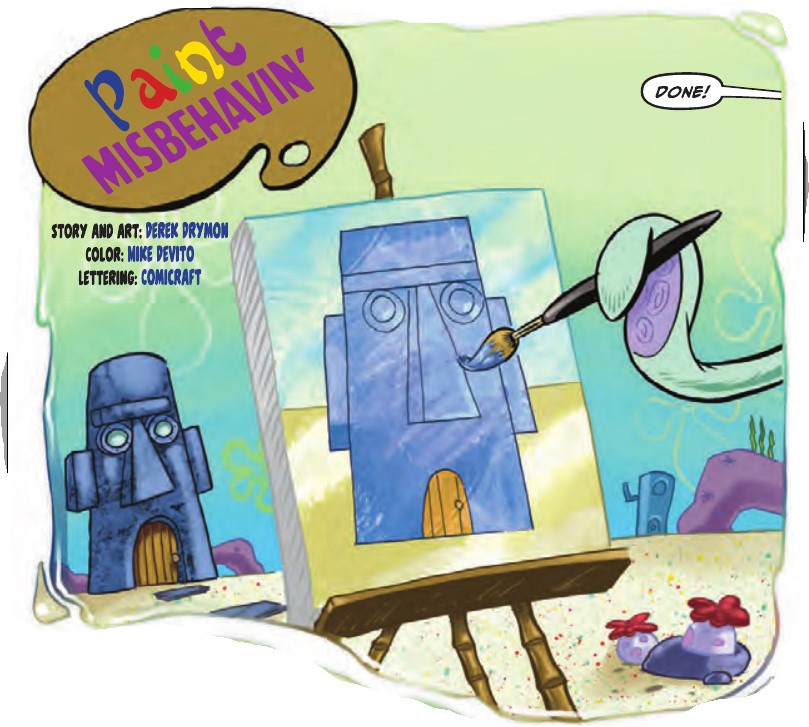 Paint
MISBEHAVIN'
DONE!
STORY AND ART: DEREK DRYMON
COLOR: MIKE DEVITO
LETTERING: COMICRAFT